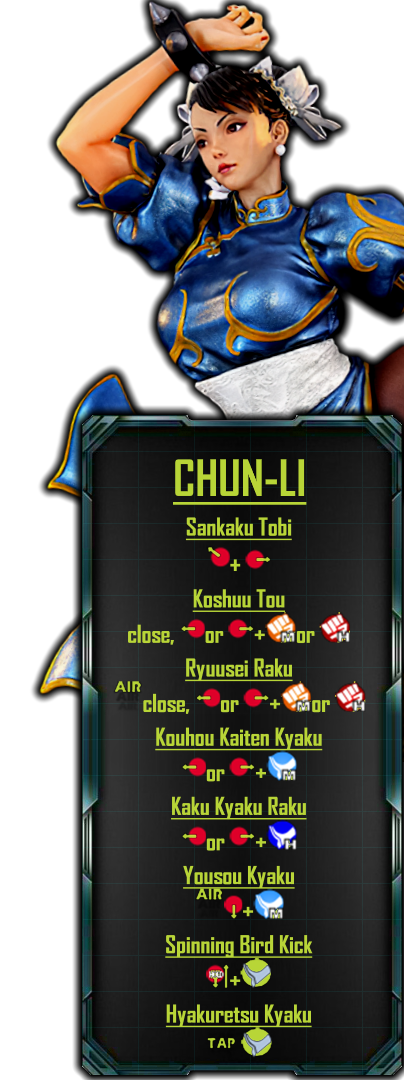 CHUN-LI
Sankaku Tobi
+
Koshuu Tou
close, or + M or H
Ryuusei Raku
AIR close, or + M or H
Kouhou Kaiten Kyaku
or + M
Kaku Kyaku Raku
or + H
Yousou Kyaku
AIR + M
Spinning Bird Kick
+
Hyakuretsu Kyaku
TAP